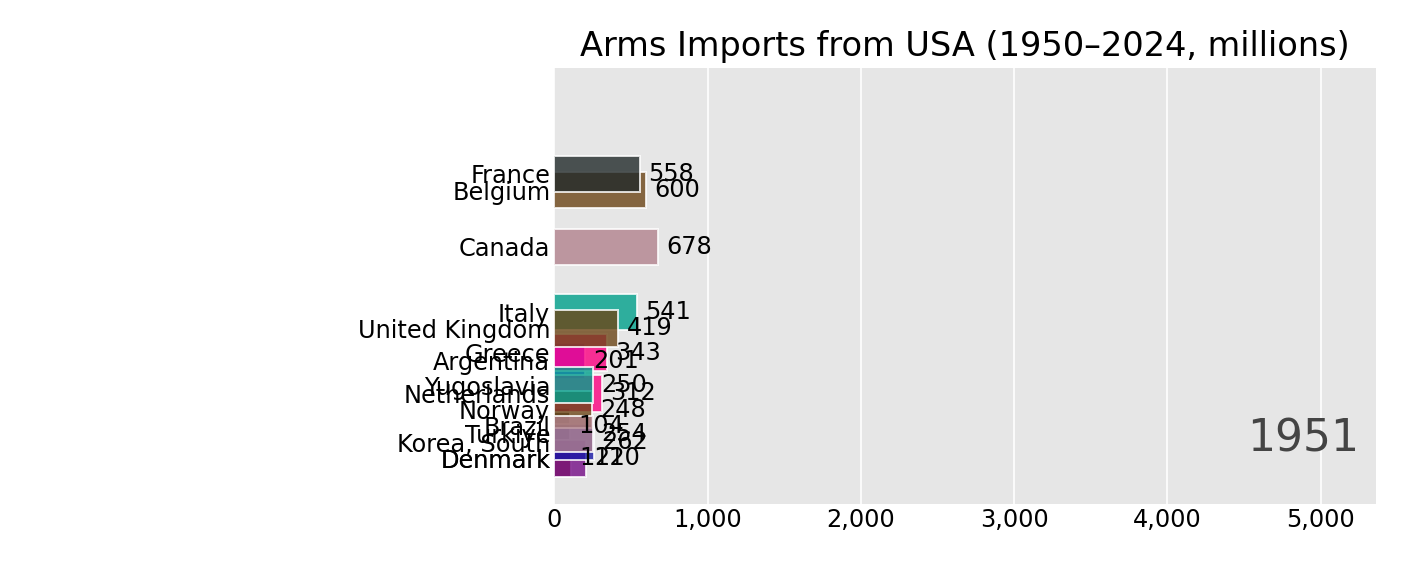 Arms Imports from USA (1950–2024, millions)
France 558
Belgium 600
Canada 678
Italy 541
United Kingdom 419
Greece 343
Argentina 201
Yugoslavia 250
Netherlands 312
Norway 248
Brazil 104
Türkiye
Korea, South 262
Denmark
1951
0 1,000 2,000 3,000 4,000 5,000